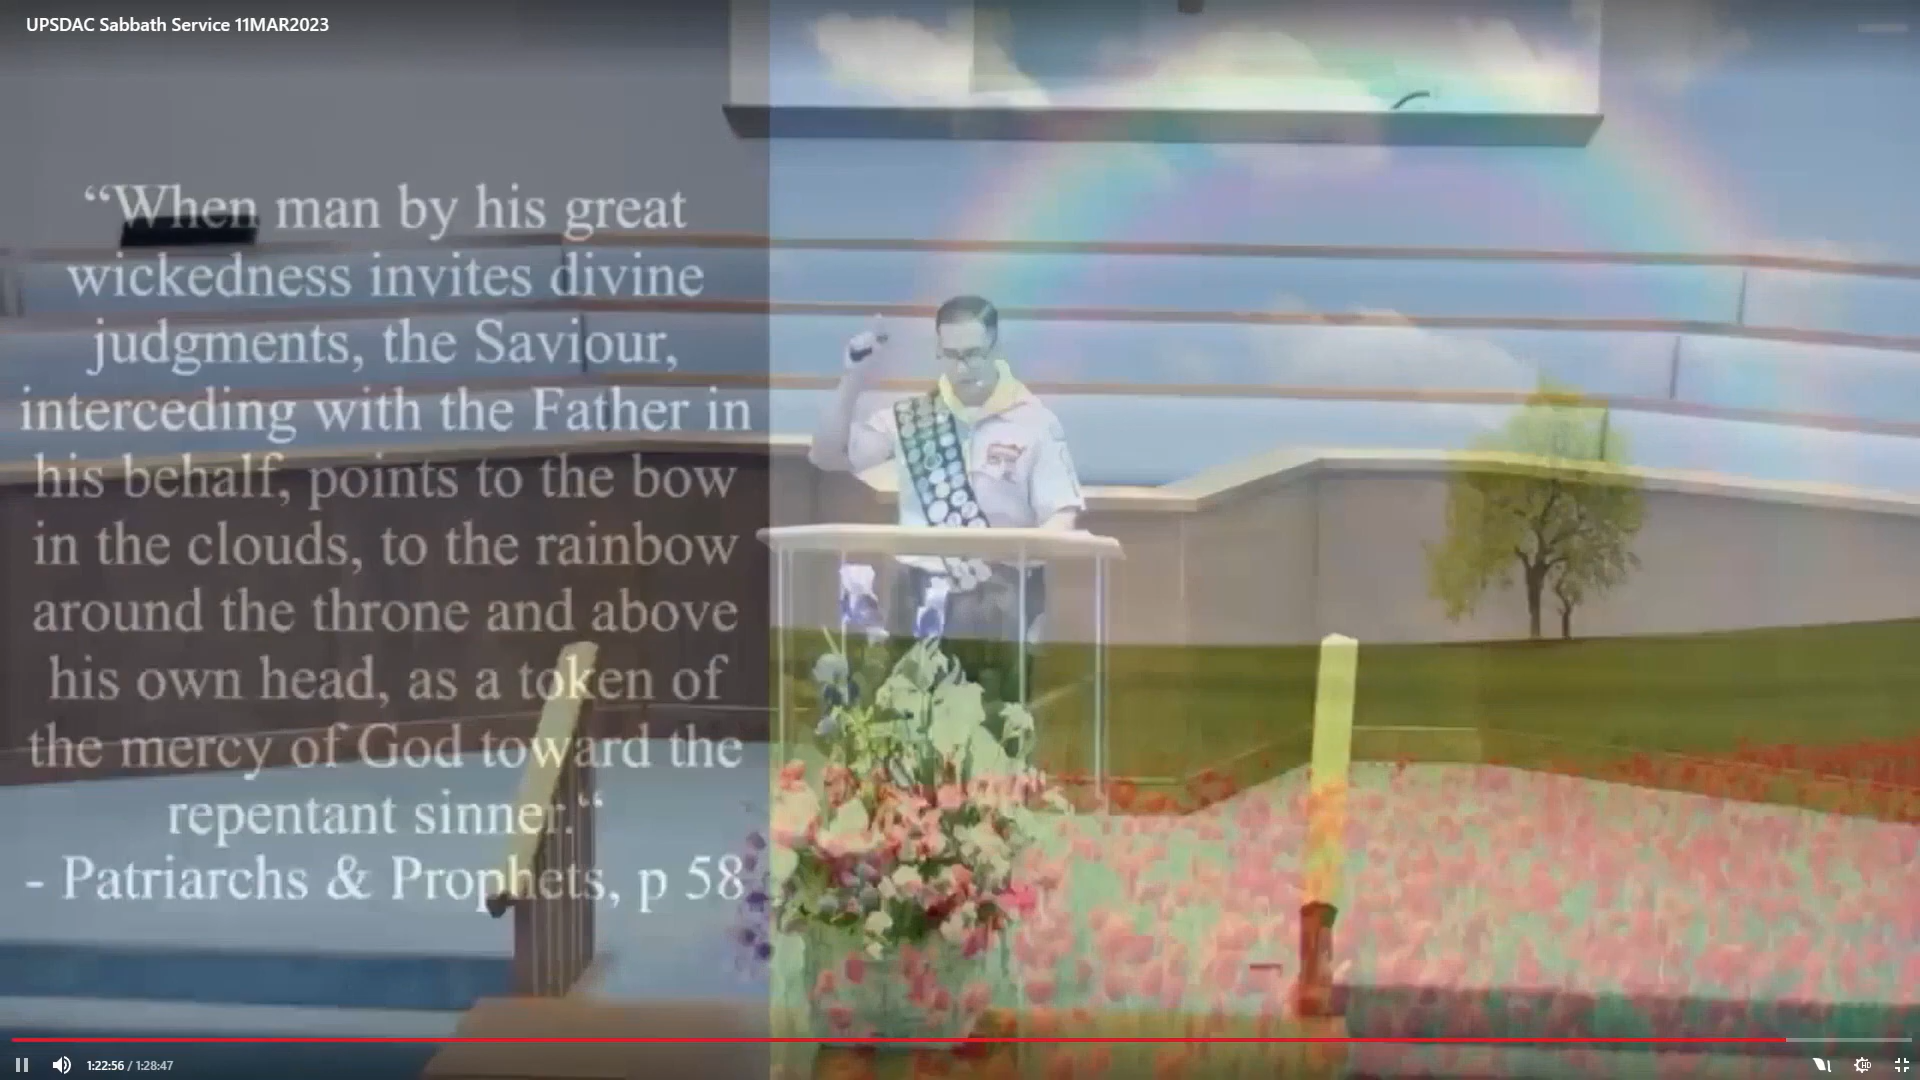 UPSDAC Sabbath Service 11MAR2023
“When man by his great
wickedness invites divine
judgments, the Saviour,
interceding with the Father in
his behalf, points to the bow
in the clouds, to the rainbow
around the throne and above
his own head, as a token of
the mercy of God toward the
repentant sinner.“
- Patriarchs & Prophets, p 58
1:22:56 / 1:28:47
HD